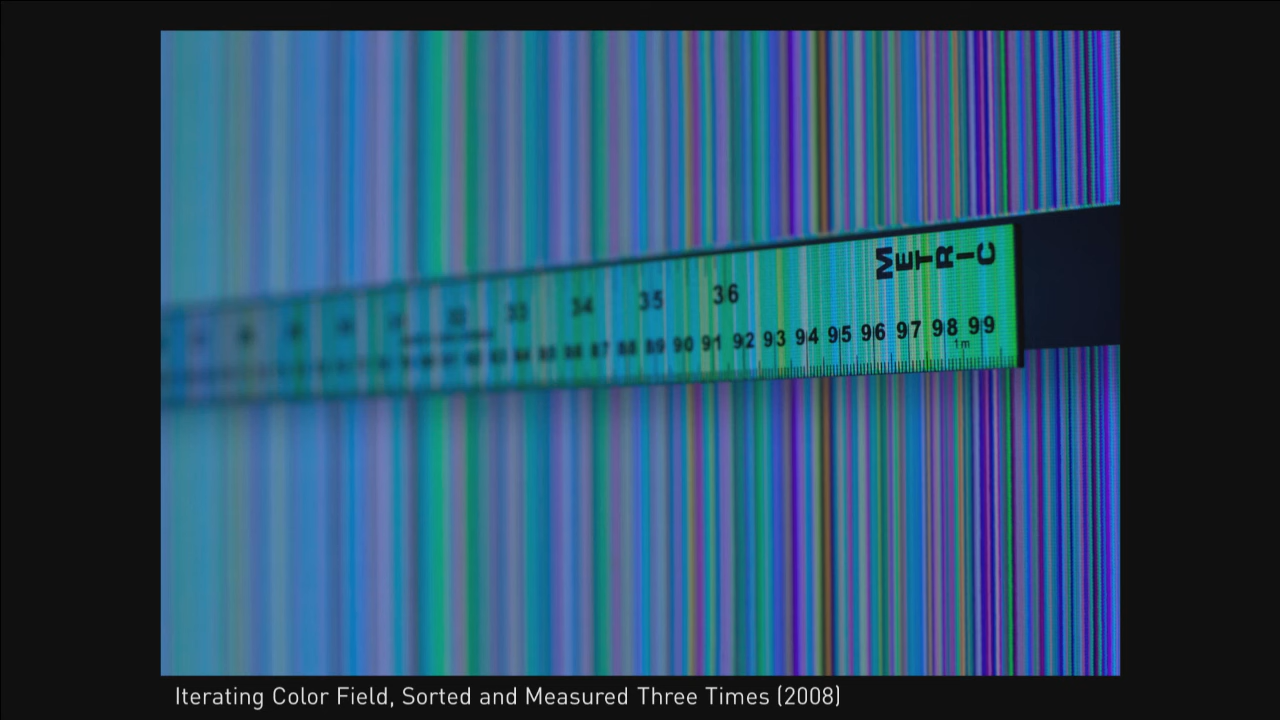 METRIC
33 34 35 36
87 88 89 90 91 92 93 94 95 96 97 98 99
1m
Iterating Color Field, Sorted and Measured Three Times (2008)